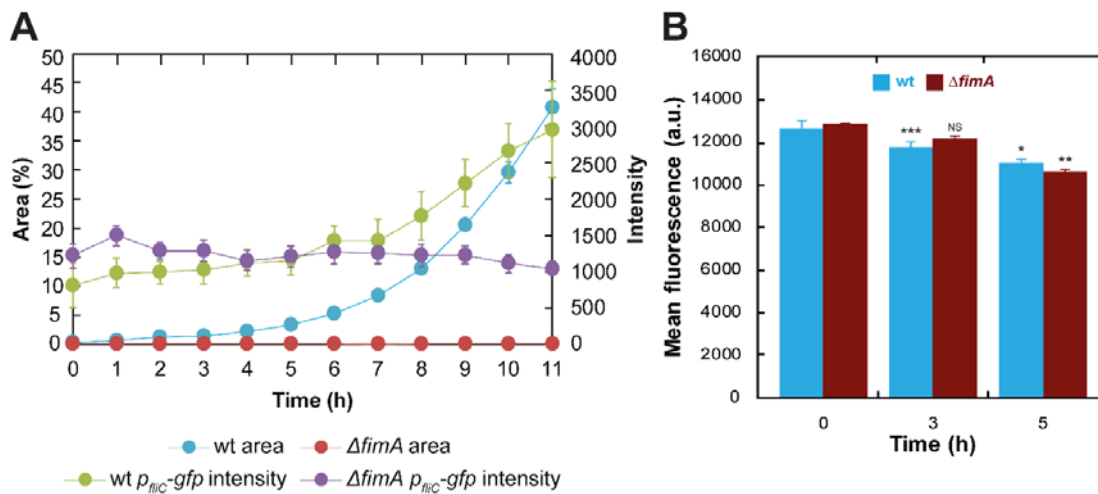 A
50
45
40
35
30
25
20
15
10
5
0
Area (%)
4000
3500
3000
2500
2000
1500
1000
500
0
Intensity
0 1 2 3 4 5 6 7 8 9 10 11
Time (h)
wt area
ΔfimA area
wt pfliC-gfp intensity
ΔfimA pfliC-gfp intensity
B
16000
14000
12000
10000
8000
6000
4000
2000
0
Mean fluorescence (a.u.)
wt ΔfimA
*** NS * **
0 3 5
Time (h)